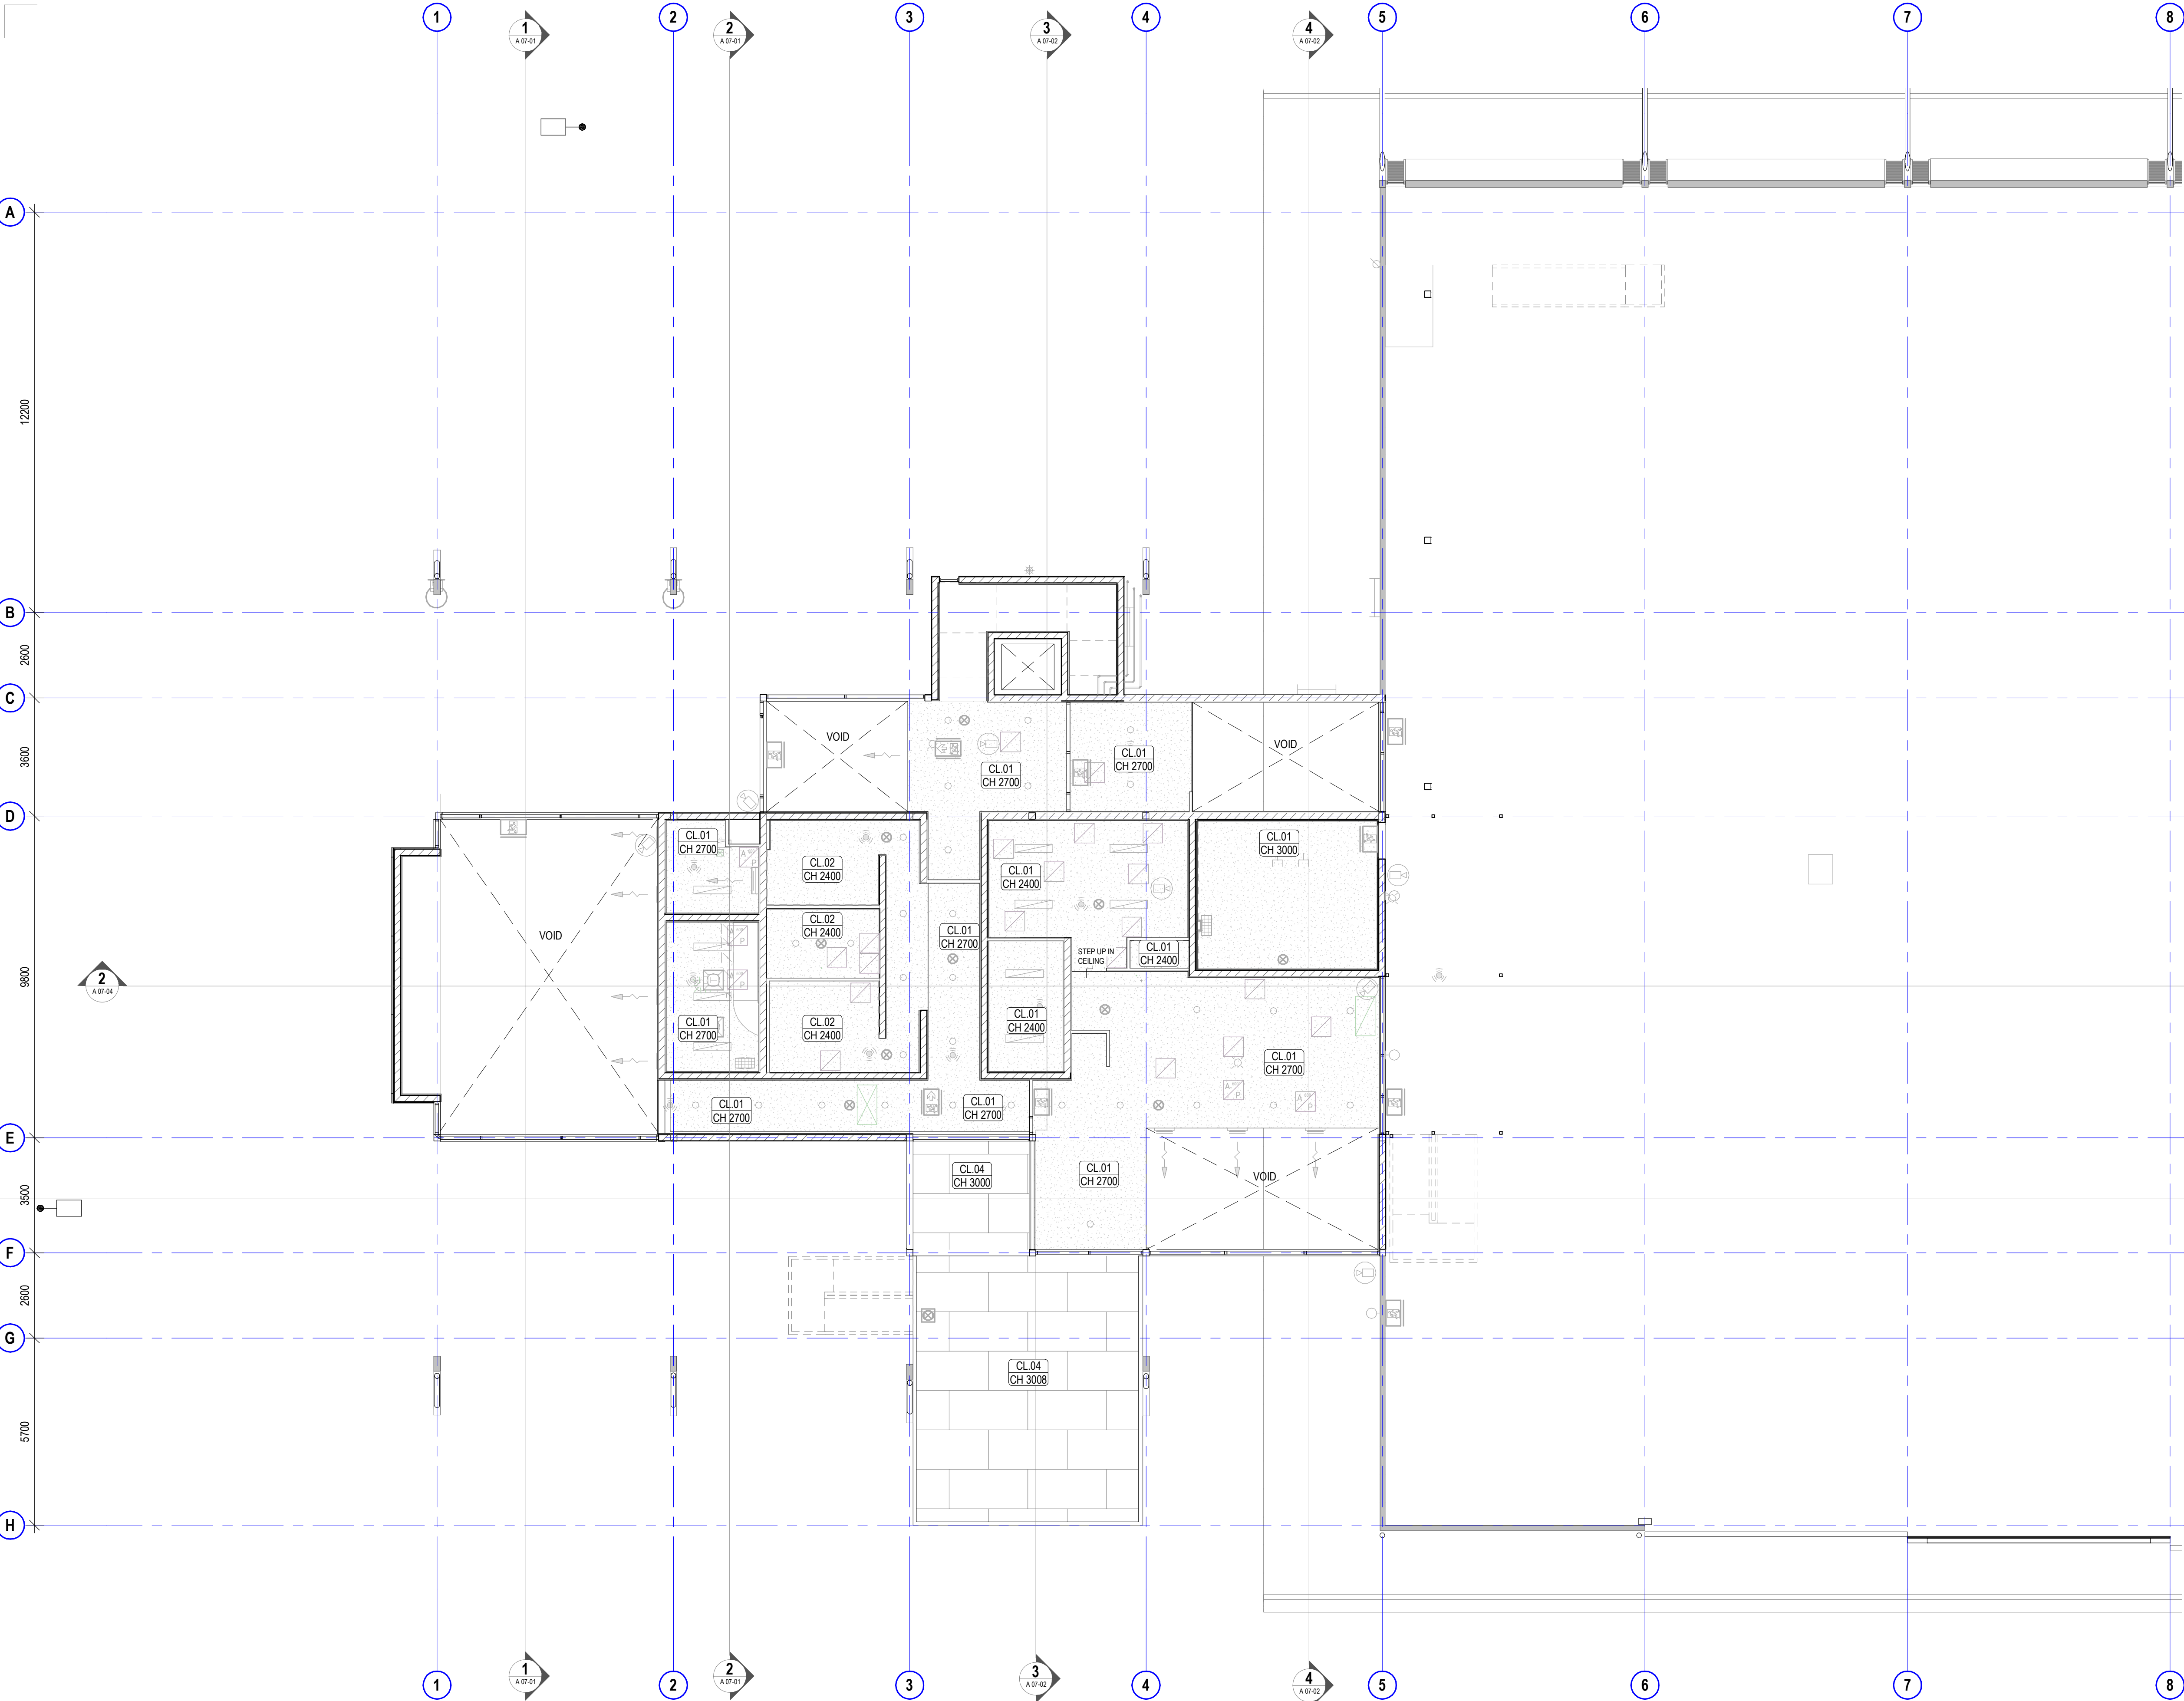 1
2
3
4
5
6
7
8
1
A 07-01
2
A 07-01
3
A 07-02
4
A 07-02
A
12200
B
2600
C
3600
VOID
VOID
CL.01
CH 2700
CL.01
CH 2700
D
CL.01
CH 2700
CL.02
CH 2400
CL.01
CH 2400
CL.01
CH 3000
CL.02
CH 2400
CL.01
CH 2700
VOID
STEP UP IN
CEILING
CL.01
CH 2400
9800
2
A 07-04
A
P
A
P
A
P
CL.01
CH 2700
CL.02
CH 2400
CL.01
CH 2400
CL.01
CH 2700
A
P
A
P
CL.01
CH 2700
CL.01
CH 2700
E
CL.04
CH 3000
CL.01
CH 2700
VOID
3500
F
2600
G
CL.04
CH 3008
5700
H
1
A 07-01
2
A 07-01
3
A 07-02
4
A 07-02
1
2
3
4
5
6
7
8